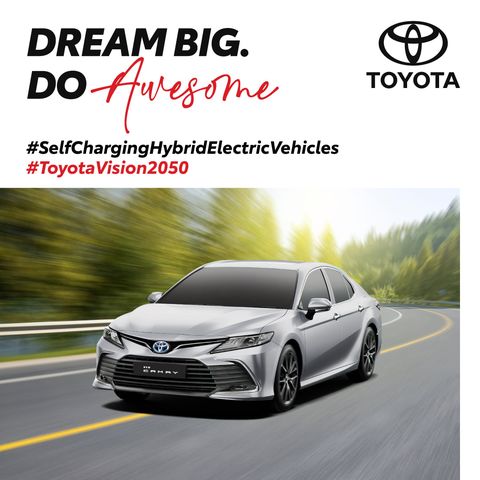 DREAM BIG.
DO Awesome
TOYOTA
#SelfChargingHybridElectricVehicles
#ToyotaVision2050
CAMRY